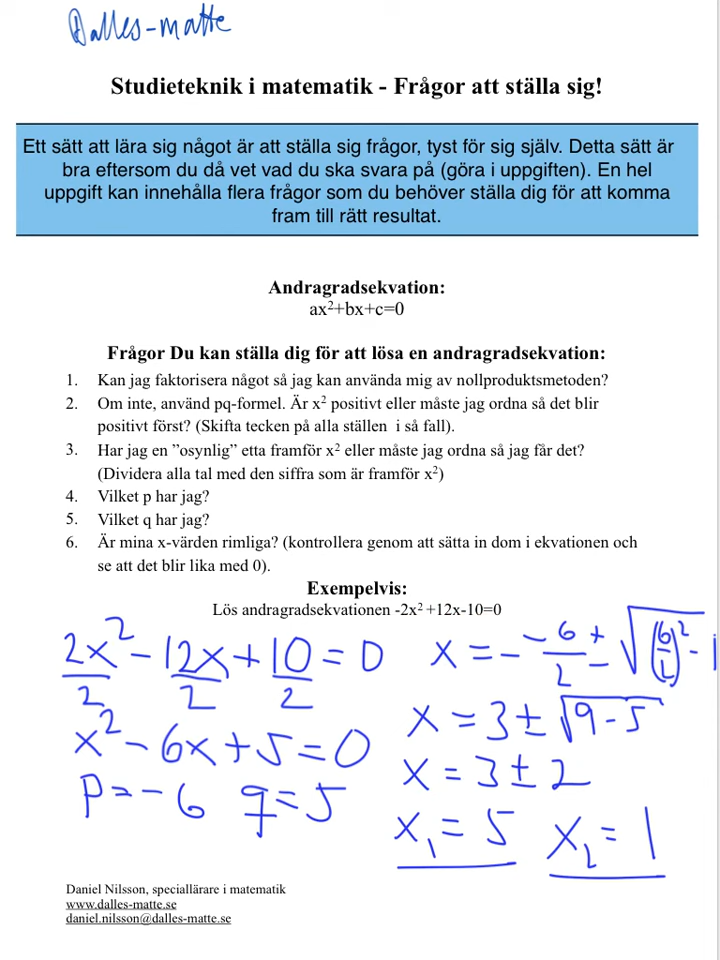 Dalles-matte
Studieteknik i matematik - Frågor att ställa sig!
Ett sätt att lära sig något är att ställa sig frågor, tyst för sig själv. Detta sätt är
bra eftersom du då vet vad du ska svara på (göra i uppgiften). En hel
uppgift kan innehålla flera frågor som du behöver ställa dig för att komma
fram till rätt resultat.
Andragradsekvation:
ax²+bx+c=0
Frågor Du kan ställa dig för att lösa en andragradsekvation:
1. Kan jag faktorisera något så jag kan använda mig av nollproduktsmetoden?
2. Om inte, använd pq-formel. Är x² positivt eller måste jag ordna så det blir
positivt först? (Skifta tecken på alla ställen i så fall).
3. Har jag en ”osynlig” etta framför x² eller måste jag ordna så jag får det?
(Dividera alla tal med den siffra som är framför x²)
4. Vilket p har jag?
5. Vilket q har jag?
6. Är mina x-värden rimliga? (kontrollera genom att sätta in dom i ekvationen och
se att det blir lika med 0).
Exempelvis:
Lös andragradsekvationen -2x² +12x-10=0
2x²/2 - 12x/2 + 10/2 = 0
x² - 6x + 5 = 0
p = -6 q = 5
x = - -6/2 ± √(6/2)² -
x = 3 ± √9-5
x = 3 ± 2
x₁ = 5 x₂ = 1
Daniel Nilsson, speciallärare i matematik
www.dalles-matte.se
daniel.nilsson@dalles-matte.se